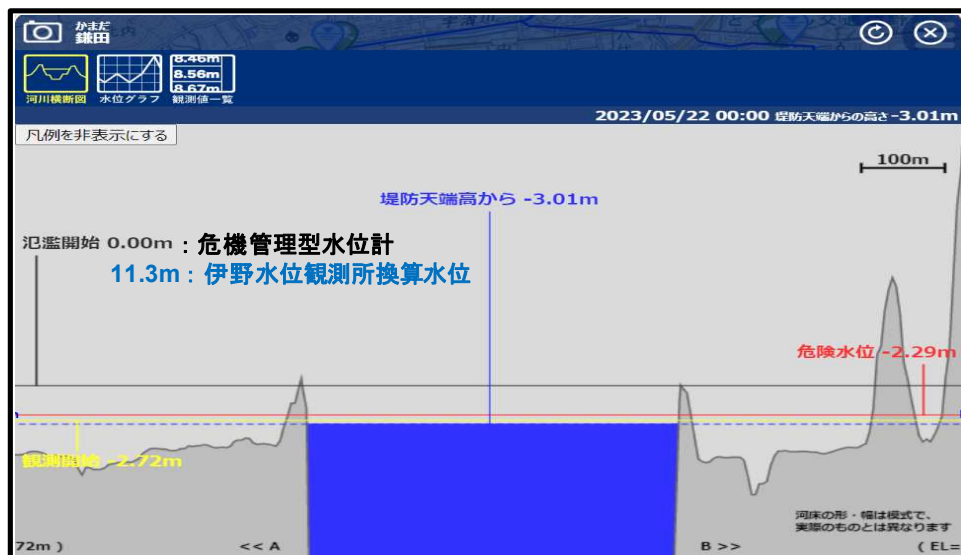 かまだ
鎌田
8.46m
8.56m
8.67m
河川横断図 水位グラフ 観測値一覧
2023/05/22 00:00 堤防天端からの高さ-3.01m
凡例を非表示にする
100m
堤防天端高から -3.01m
氾濫開始 0.00m：危機管理型水位計
11.3m：伊野水位観測所換算水位
危険水位 -2.29m
観測開始 -2.72m
河床の形・幅は模式で、
実際のものとは異なります
72m )
<< A
B >>
( EL=